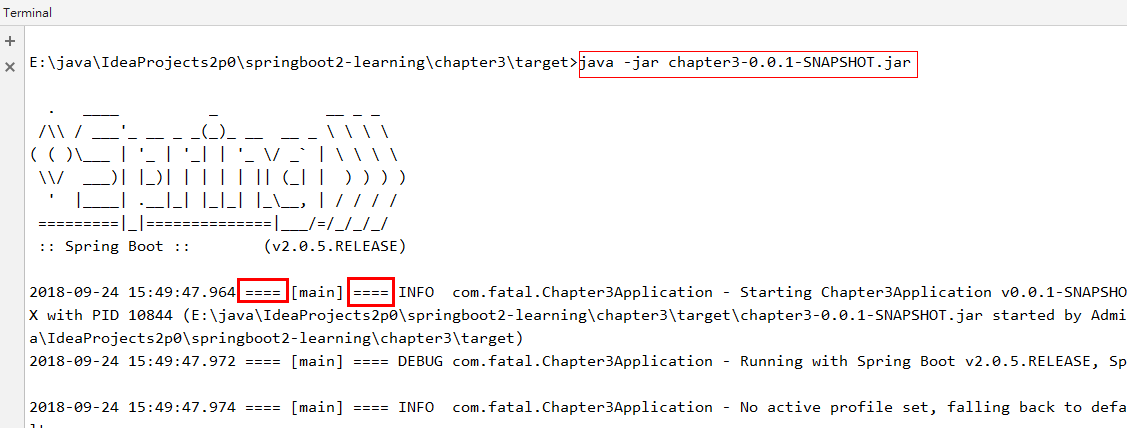 Terminal
E:\java\IdeaProjects2p0\springboot2-learning\chapter3\target>java -jar chapter3-0.0.1-SNAPSHOT.jar
  .   ____          _            __ _ _
 /\\ / ___'_ __ _ _(_)_ __  __ _ \ \ \ \
( ( )\___ | '_ | '_| | '_ \/ _` | \ \ \ \
 \\/  ___)| |_)| | | | | || (_| |  ) ) ) )
  '  |____| .__|_| |_|_| |_\__, | / / / /
 =========|_|==============|___/=/_/_/_/
 :: Spring Boot ::        (v2.0.5.RELEASE)
2018-09-24 15:49:47.964 ==== [main] ==== INFO  com.fatal.Chapter3Application - Starting Chapter3Application v0.0.1-SNAPSHO
X with PID 10844 (E:\java\IdeaProjects2p0\springboot2-learning\chapter3\target\chapter3-0.0.1-SNAPSHOT.jar started by Admi
a\IdeaProjects2p0\springboot2-learning\chapter3\target)
2018-09-24 15:49:47.972 ==== [main] ==== DEBUG com.fatal.Chapter3Application - Running with Spring Boot v2.0.5.RELEASE, Sp
2018-09-24 15:49:47.974 ==== [main] ==== INFO  com.fatal.Chapter3Application - No active profile set, falling back to defa